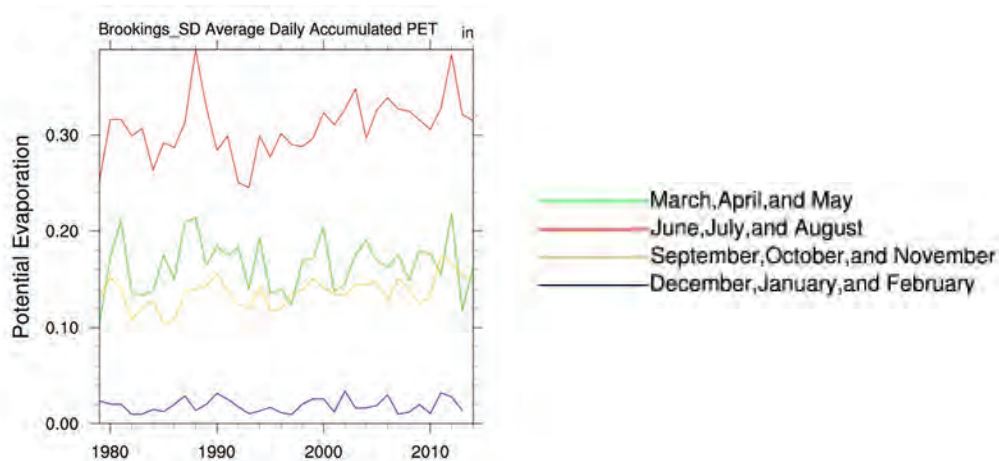 Brookings_SD Average Daily Accumulated PET in
Potential Evaporation
0.30
0.20
0.10
0.00
1980 1990 2000 2010
March,April,and May
June,July,and August
September,October,and November
December,January,and February